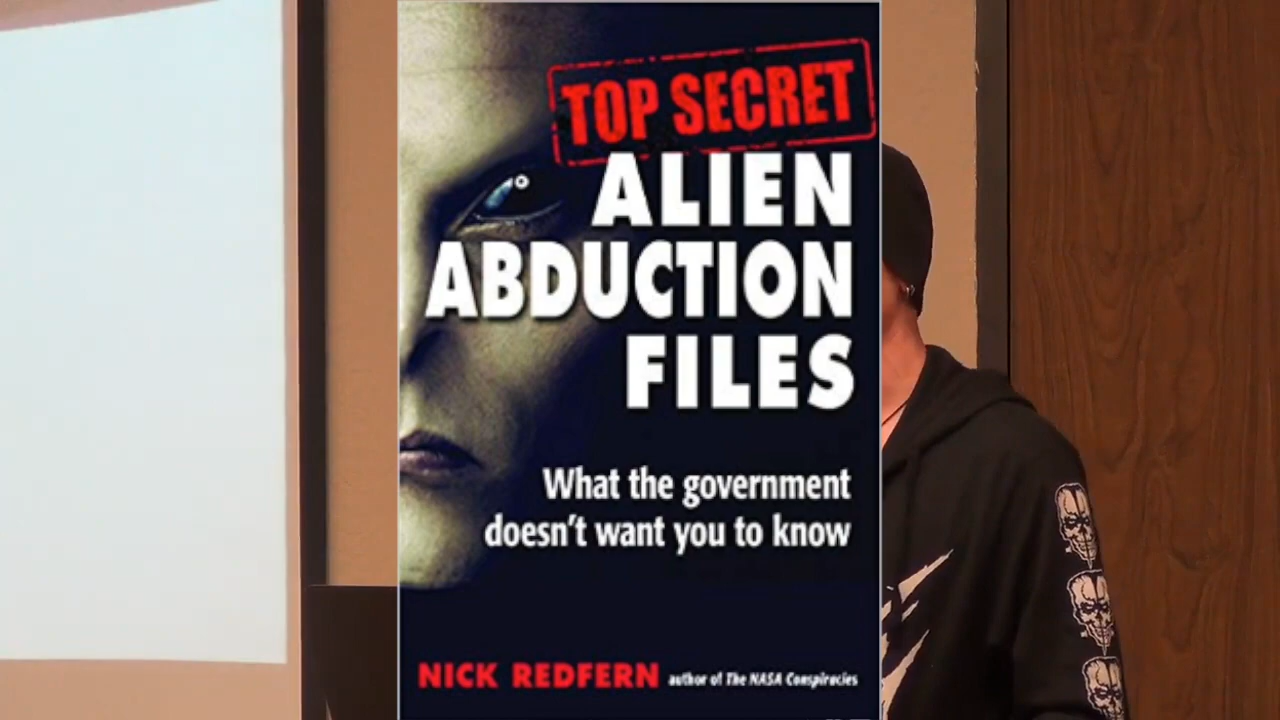 TOP SECRET
ALIEN
ABDUCTION
FILES
What the government
doesn't want you to know
NICK REDFERN author of The NASA Conspiracies